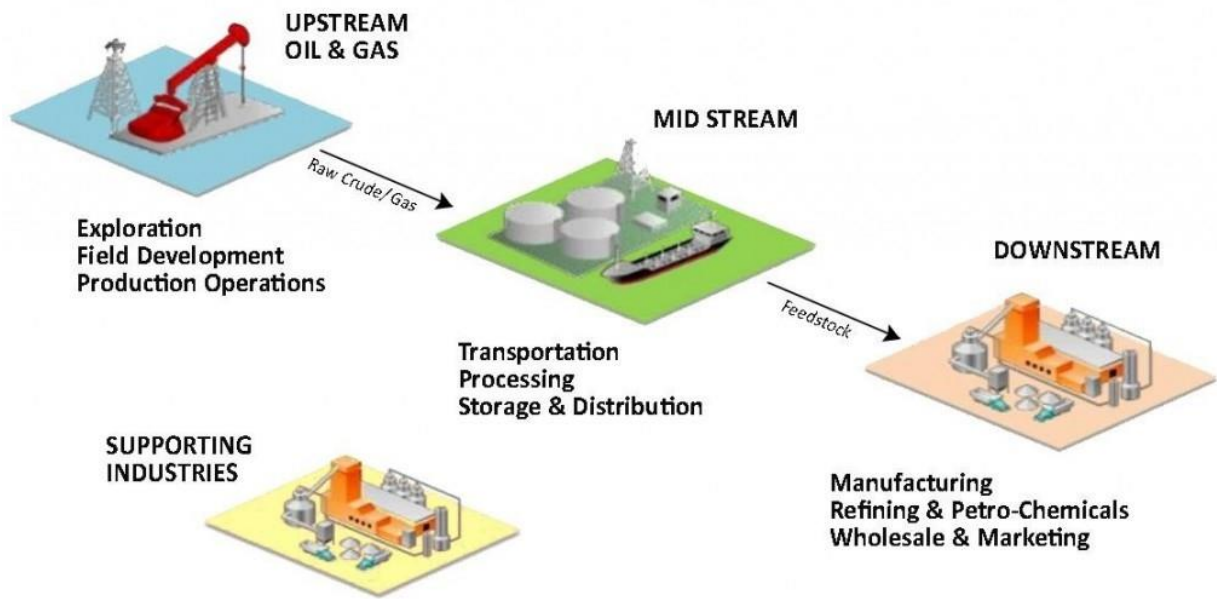 UPSTREAM
OIL & GAS
Raw Crude/Gas
Exploration
Field Development
Production Operations
MID STREAM
Feedstock
Transportation
Processing
Storage & Distribution
DOWNSTREAM
Manufacturing
Refining & Petro-Chemicals
Wholesale & Marketing
SUPPORTING
INDUSTRIES